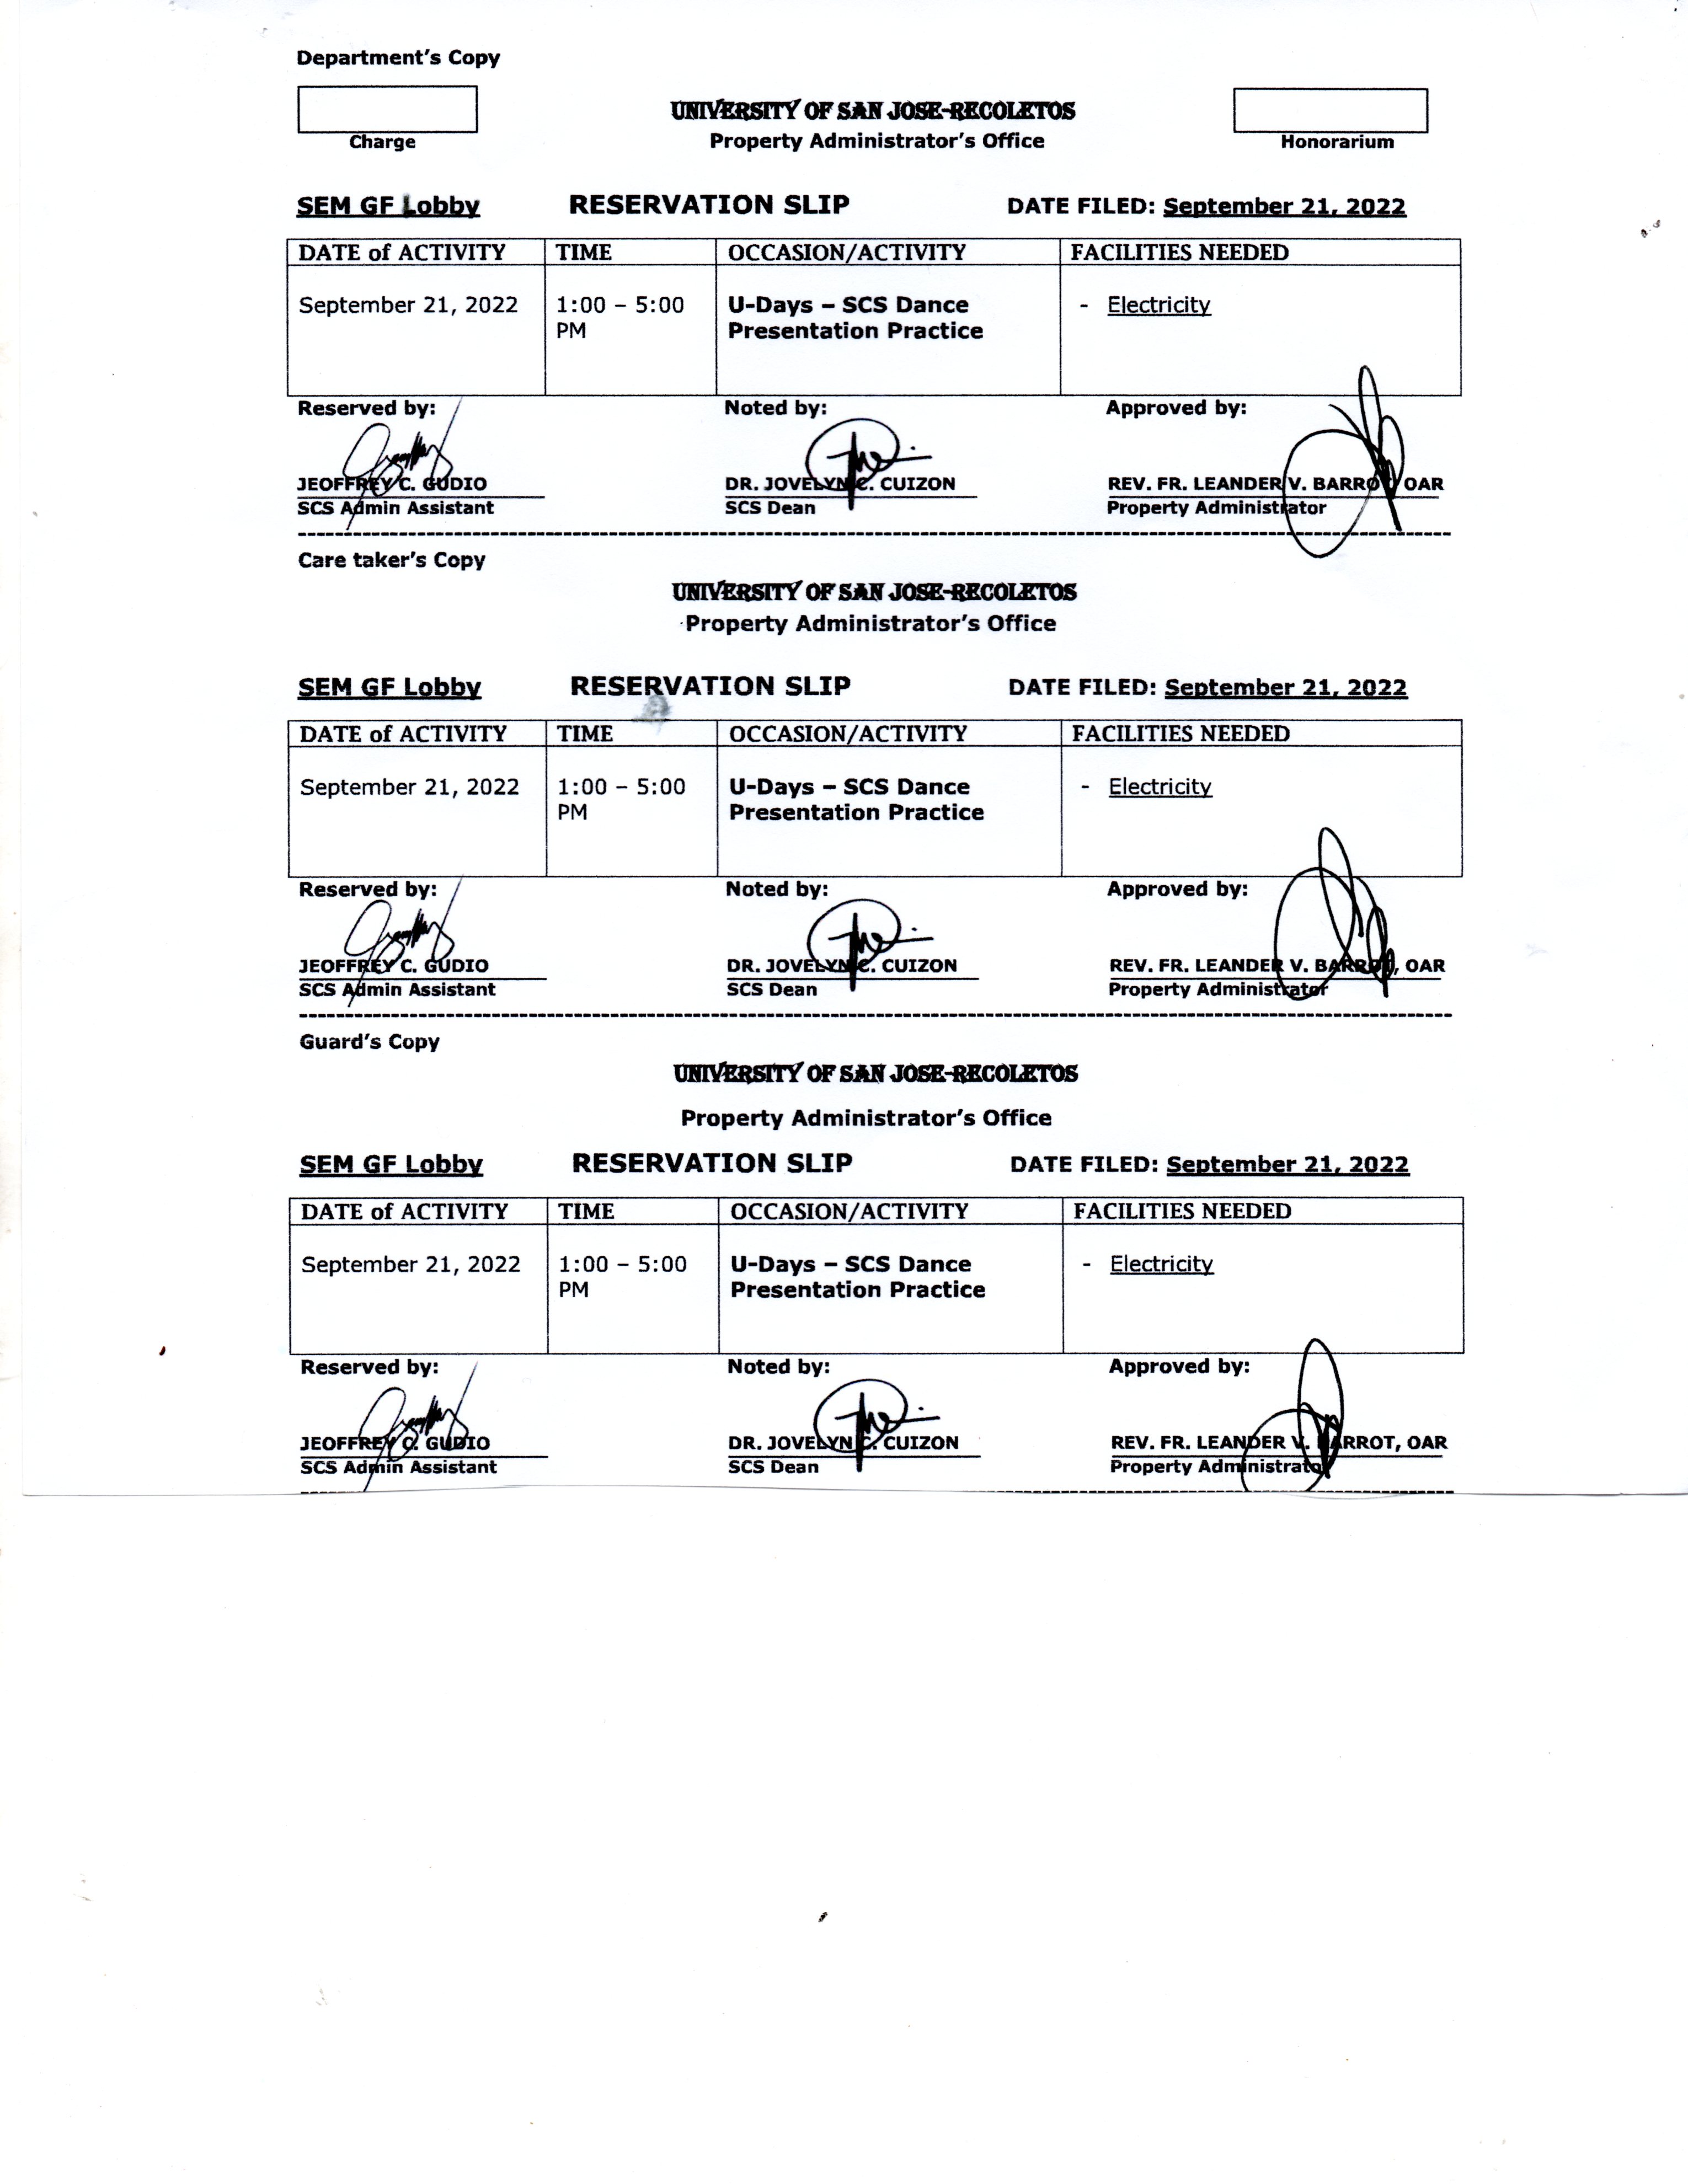 Department's Copy
UNIVERSITY OF SAN JOSE-RECOLETOS
Charge Property Administrator's Office Honorarium
SEM GF Lobby RESERVATION SLIP DATE FILED: September 21, 2022
DATE of ACTIVITY TIME OCCASION/ACTIVITY FACILITIES NEEDED
September 21, 2022 1:00 – 5:00 U-Days – SCS Dance - Electricity
PM Presentation Practice
Reserved by: Noted by: Approved by:
JEOFFREY C. GUDIO DR. JOVELYN C. CUIZON REV. FR. LEANDER V. BARROT, OAR
SCS Admin Assistant SCS Dean Property Administrator
Care taker's Copy
UNIVERSITY OF SAN JOSE-RECOLETOS
Property Administrator's Office
SEM GF Lobby RESERVATION SLIP DATE FILED: September 21, 2022
DATE of ACTIVITY TIME OCCASION/ACTIVITY FACILITIES NEEDED
September 21, 2022 1:00 – 5:00 U-Days – SCS Dance - Electricity
PM Presentation Practice
Reserved by: Noted by: Approved by:
JEOFFREY C. GUDIO DR. JOVELYN C. CUIZON REV. FR. LEANDER V. BARROT, OAR
SCS Admin Assistant SCS Dean Property Administrator
Guard's Copy
UNIVERSITY OF SAN JOSE-RECOLETOS
Property Administrator's Office
SEM GF Lobby RESERVATION SLIP DATE FILED: September 21, 2022
DATE of ACTIVITY TIME OCCASION/ACTIVITY FACILITIES NEEDED
September 21, 2022 1:00 – 5:00 U-Days – SCS Dance - Electricity
PM Presentation Practice
Reserved by: Noted by: Approved by:
JEOFFREY C. GUDIO DR. JOVELYN C. CUIZON REV. FR. LEANDER V. BARROT, OAR
SCS Admin Assistant SCS Dean Property Administrator